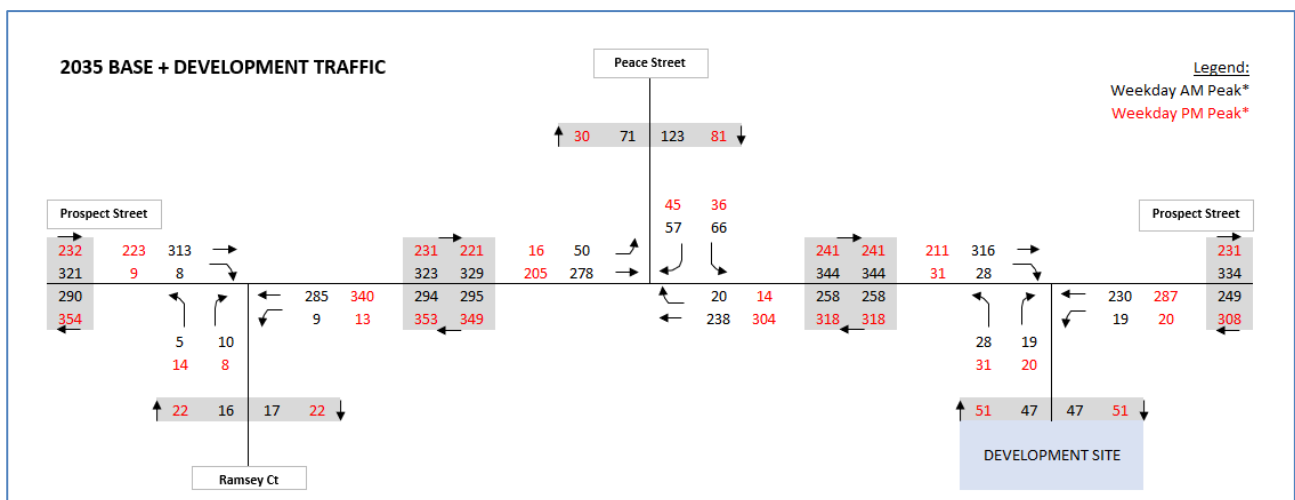 2035 BASE + DEVELOPMENT TRAFFIC
Peace Street
Legend:
Weekday AM Peak*
Weekday PM Peak*
30 71 123 81
Prospect Street
45 36
57 66
Prospect Street
232 223 313 231 221 16 50 241 241 211 316 231
321 9 8 323 329 205 278 344 344 31 28 334
290 285 340 294 295 20 14 258 258 230 287 249
354 9 13 353 349 238 304 318 318 19 20 308
5 10 28 19
14 8 31 20
22 16 17 22 51 47 47 51
DEVELOPMENT SITE
Ramsey Ct